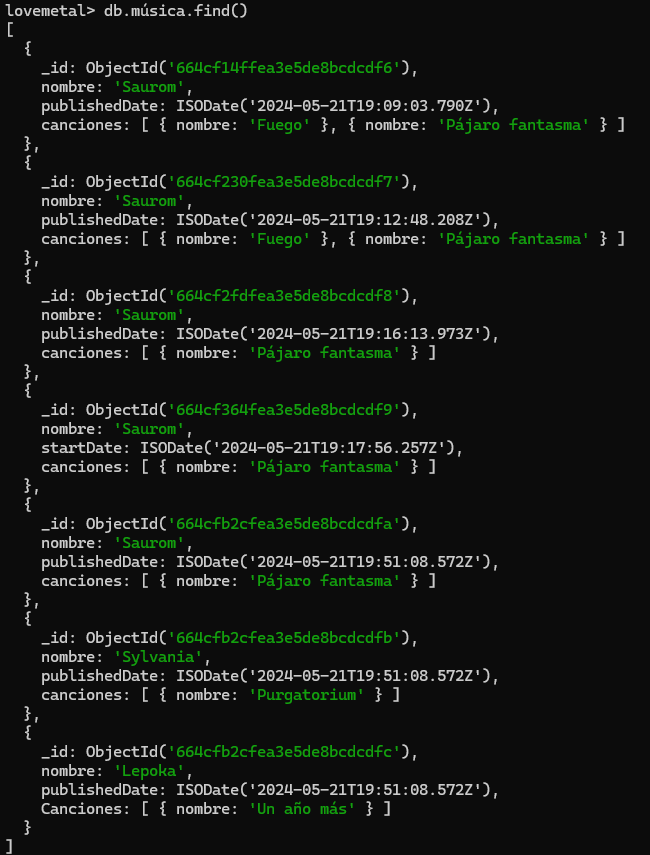 lovemetal> db.música.find()
[
  {
    _id: ObjectId('664cf14ffea3e5de8bcdcdf6'),
    nombre: 'Saurom',
    publishedDate: ISODate('2024-05-21T19:09:03.790Z'),
    canciones: [ { nombre: 'Fuego' }, { nombre: 'Pájaro fantasma' } ]
  },
  {
    _id: ObjectId('664cf230fea3e5de8bcdcdf7'),
    nombre: 'Saurom',
    publishedDate: ISODate('2024-05-21T19:12:48.208Z'),
    canciones: [ { nombre: 'Fuego' }, { nombre: 'Pájaro fantasma' } ]
  },
  {
    _id: ObjectId('664cf2fdfea3e5de8bcdcdf8'),
    nombre: 'Saurom',
    publishedDate: ISODate('2024-05-21T19:16:13.973Z'),
    canciones: [ { nombre: 'Pájaro fantasma' } ]
  },
  {
    _id: ObjectId('664cf364fea3e5de8bcdcdf9'),
    nombre: 'Saurom',
    startDate: ISODate('2024-05-21T19:17:56.257Z'),
    canciones: [ { nombre: 'Pájaro fantasma' } ]
  },
  {
    _id: ObjectId('664cfb2cfea3e5de8bcdcdfa'),
    nombre: 'Saurom',
    publishedDate: ISODate('2024-05-21T19:51:08.572Z'),
    canciones: [ { nombre: 'Pájaro fantasma' } ]
  },
  {
    _id: ObjectId('664cfb2cfea3e5de8bcdcdfb'),
    nombre: 'Sylvania',
    publishedDate: ISODate('2024-05-21T19:51:08.572Z'),
    canciones: [ { nombre: 'Purgatorium' } ]
  },
  {
    _id: ObjectId('664cfb2cfea3e5de8bcdcdfc'),
    nombre: 'Lepoka',
    publishedDate: ISODate('2024-05-21T19:51:08.572Z'),
    Canciones: [ { nombre: 'Un año más' } ]
  }
]